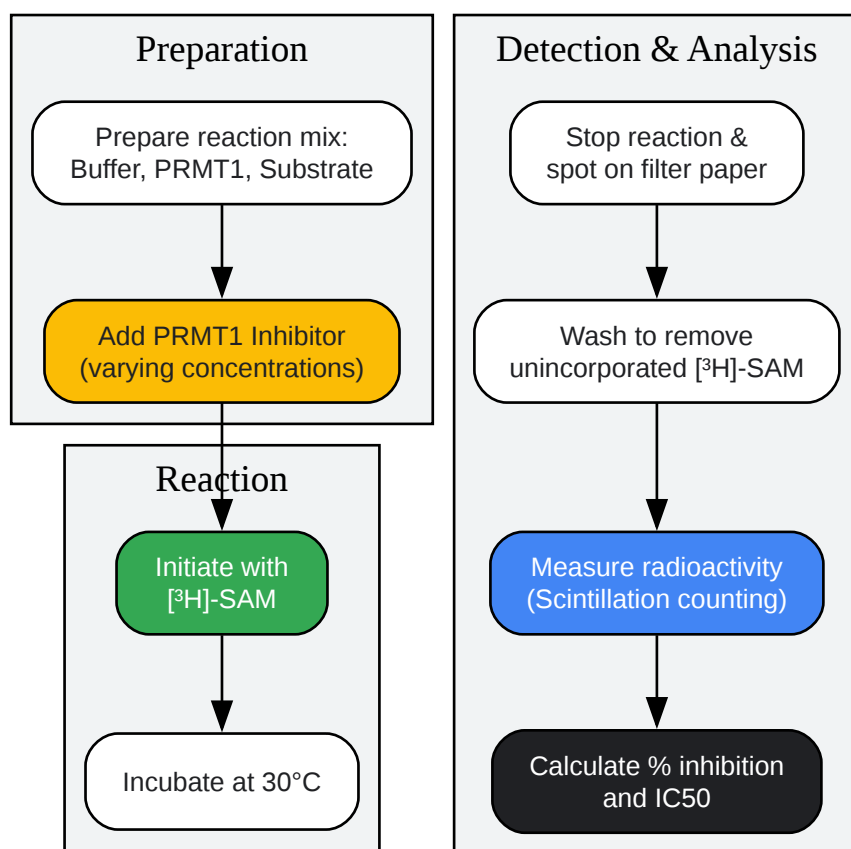 Preparation
Prepare reaction mix:
Buffer, PRMT1, Substrate
Add PRMT1 Inhibitor
(varying concentrations)
Reaction
Initiate with
[³H]-SAM
Incubate at 30°C
Detection & Analysis
Stop reaction &
spot on filter paper
Wash to remove
unincorporated [³H]-SAM
Measure radioactivity
(Scintillation counting)
Calculate % inhibition
and IC50